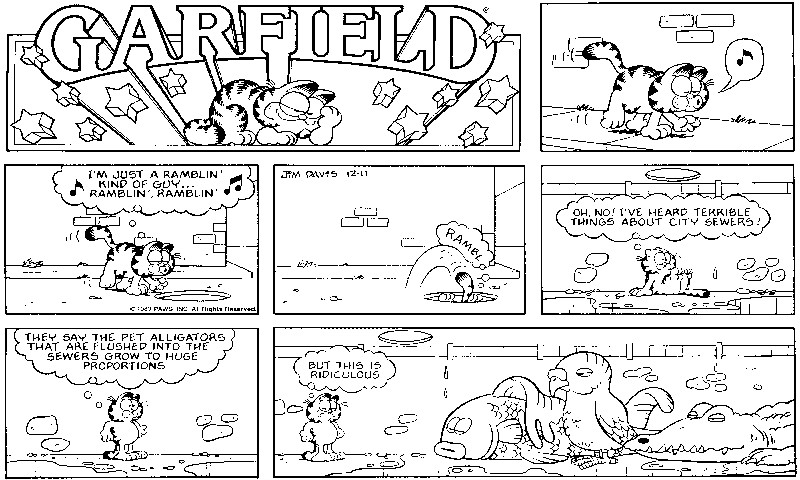 GARFIELD
I'M JUST A RAMBLIN'
KIND OF GUY...
RAMBLIN', RAMBLIN'
© 1983 PAWS, INC. All Rights Reserved.
JIM DAVIS 12-11
RAMBL
OH, NO! I'VE HEARD TERRIBLE
THINGS ABOUT CITY SEWERS!
THEY SAY THE PET ALLIGATORS
THAT ARE FLUSHED INTO THE
SEWERS GROW TO HUGE
PROPORTIONS
BUT THIS IS
RIDICULOUS